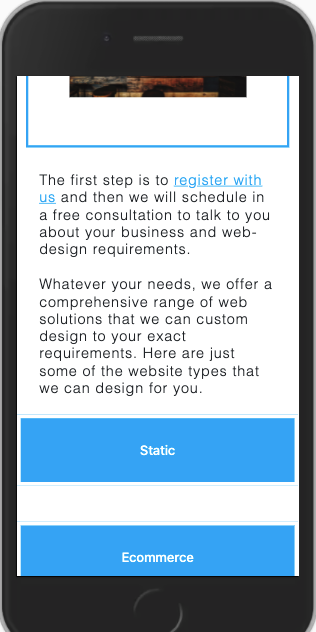 The first step is to register with
us and then we will schedule in
a free consultation to talk to you
about your business and web-
design requirements.
Whatever your needs, we offer a
comprehensive range of web
solutions that we can custom
design to your exact
requirements. Here are just
some of the website types that
we can design for you.
Static
Ecommerce